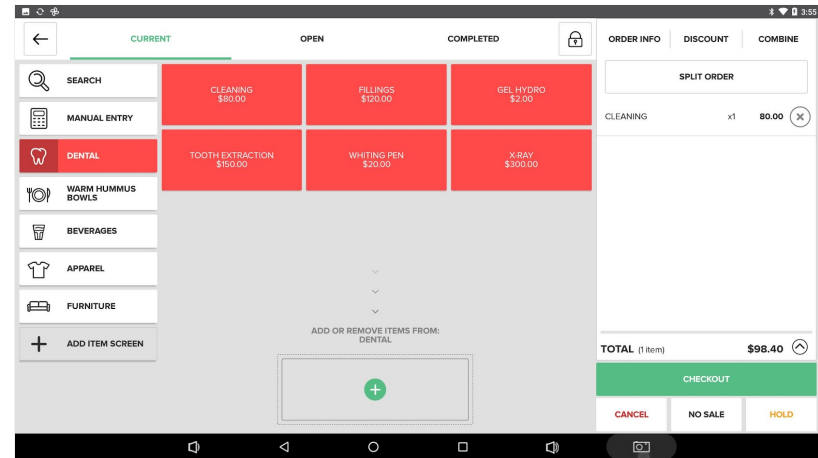 3:55
CURRENT
OPEN
COMPLETED
ORDER INFO
DISCOUNT
COMBINE
SEARCH
MANUAL ENTRY
DENTAL
WARM HUMMUS
BOWLS
BEVERAGES
APPAREL
FURNITURE
ADD ITEM SCREEN
CLEANING
$80.00
FILLINGS
$120.00
GEL HYDRO
$2.00
TOOTH EXTRACTION
$150.00
WHITING PEN
$20.00
X-RAY
$300.00
ADD OR REMOVE ITEMS FROM:
DENTAL
SPLIT ORDER
CLEANING x1 80.00
TOTAL (1 item) $98.40
CHECKOUT
CANCEL
NO SALE
HOLD